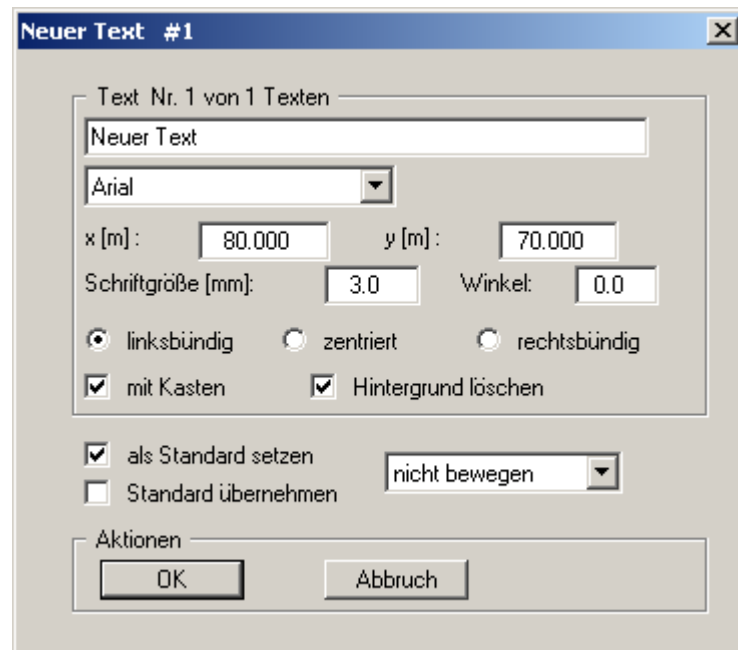 Neuer Text #1
Text Nr. 1 von 1 Texten
Neuer Text
Arial
x [m] : 80.000 y [m] : 70.000
Schriftgröße [mm]: 3.0 Winkel: 0.0
linksbündig zentriert rechtsbündig
mit Kasten Hintergrund löschen
als Standard setzen
nicht bewegen
Standard übernehmen
Aktionen
OK Abbruch